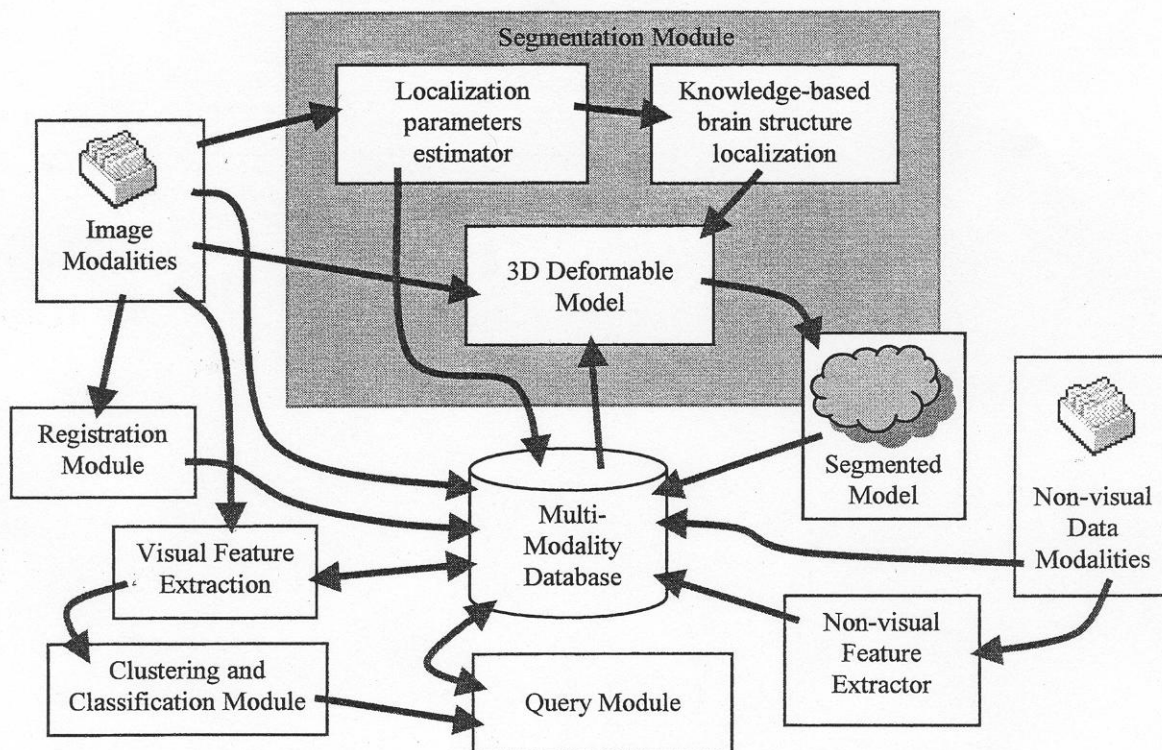 Segmentation Module
Localization
parameters
estimator
Knowledge-based
brain structure
localization
Image
Modalities
3D Deformable
Model
Registration
Module
Segmented
Model
Non-visual
Data
Modalities
Multi-
Modality
Database
Visual Feature
Extraction
Non-visual
Feature
Extractor
Clustering and
Classification Module
Query Module